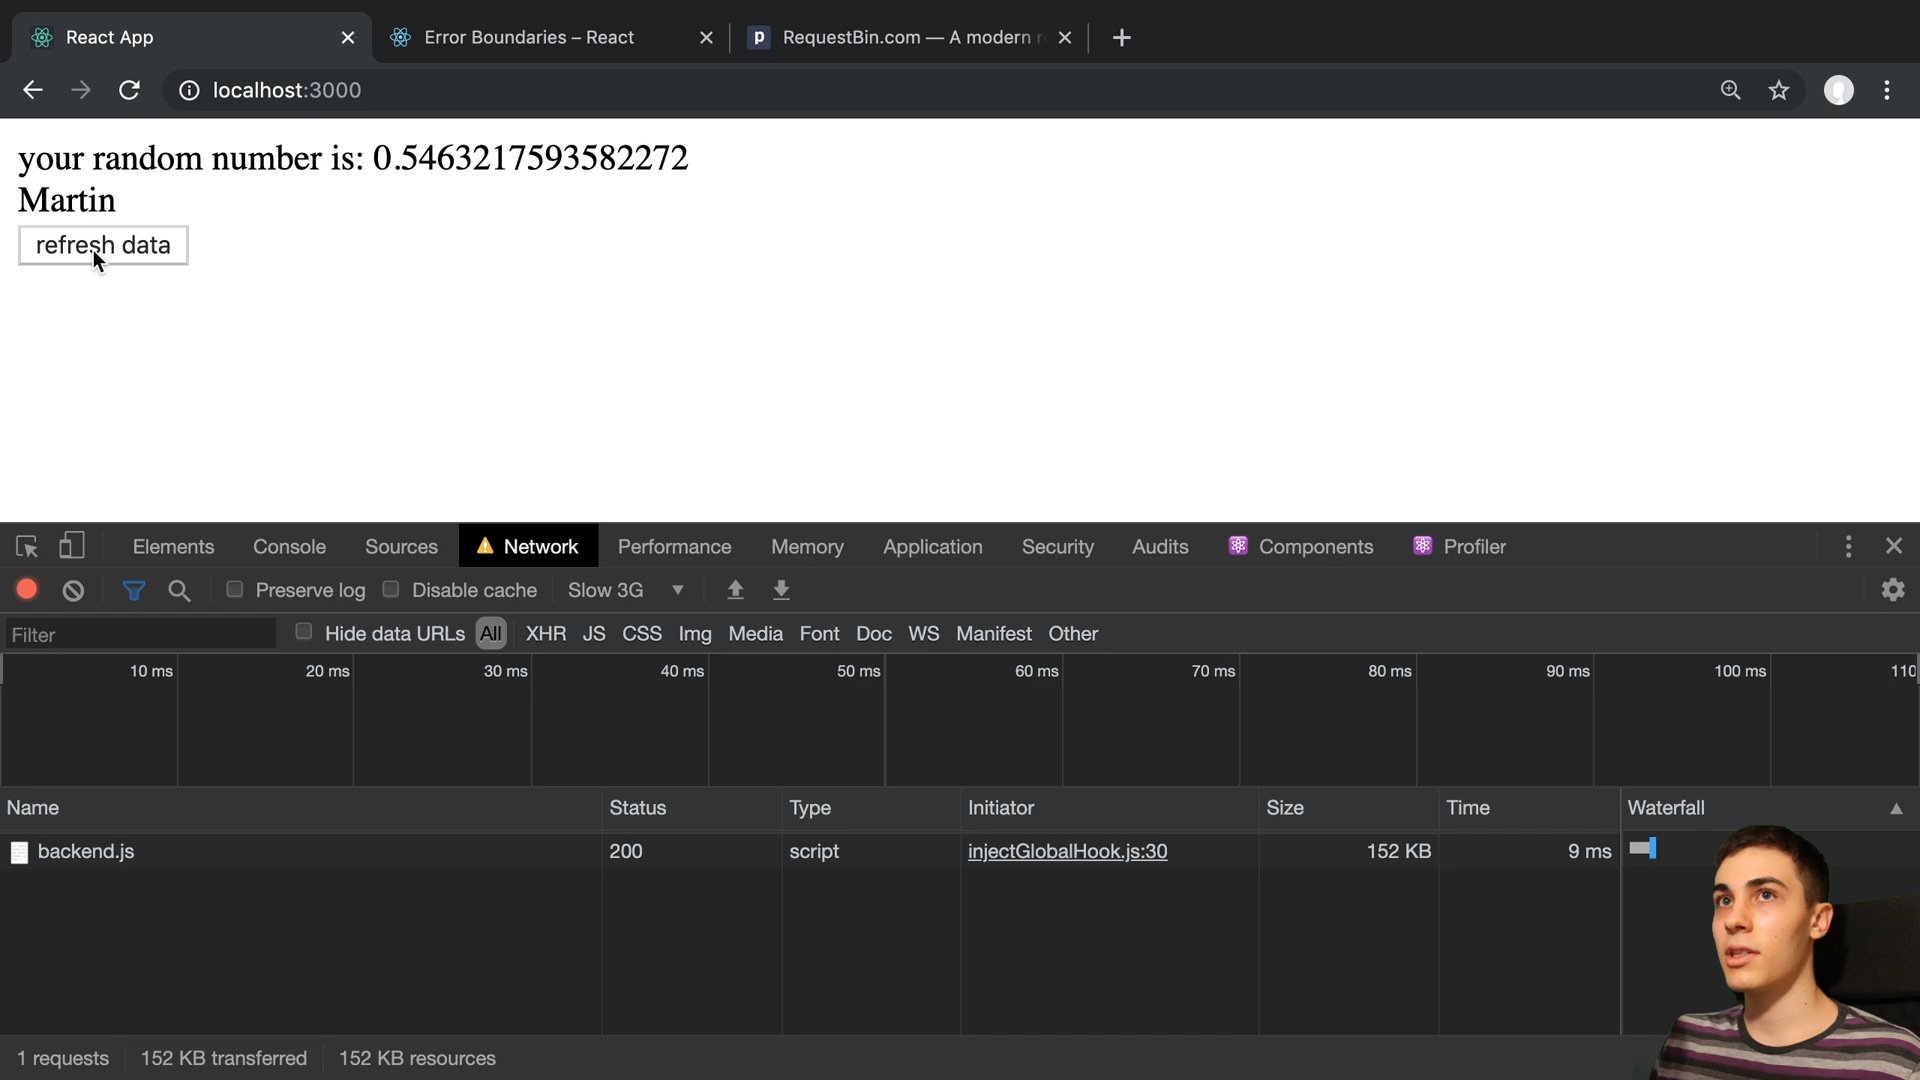 React App
Error Boundaries – React
RequestBin.com — A modern
localhost:3000
your random number is: 0.5463217593582272
Martin
refresh data
Elements Console Sources Network Performance Memory Application Security Audits Components Profiler
Preserve log Disable cache Slow 3G
Filter Hide data URLs All XHR JS CSS Img Media Font Doc WS Manifest Other
10 ms 20 ms 30 ms 40 ms 50 ms 60 ms 70 ms 80 ms 90 ms 100 ms 110
Name Status Type Initiator Size Time Waterfall
backend.js 200 script injectGlobalHook.js:30 152 KB 9 ms
1 requests 152 KB transferred 152 KB resources